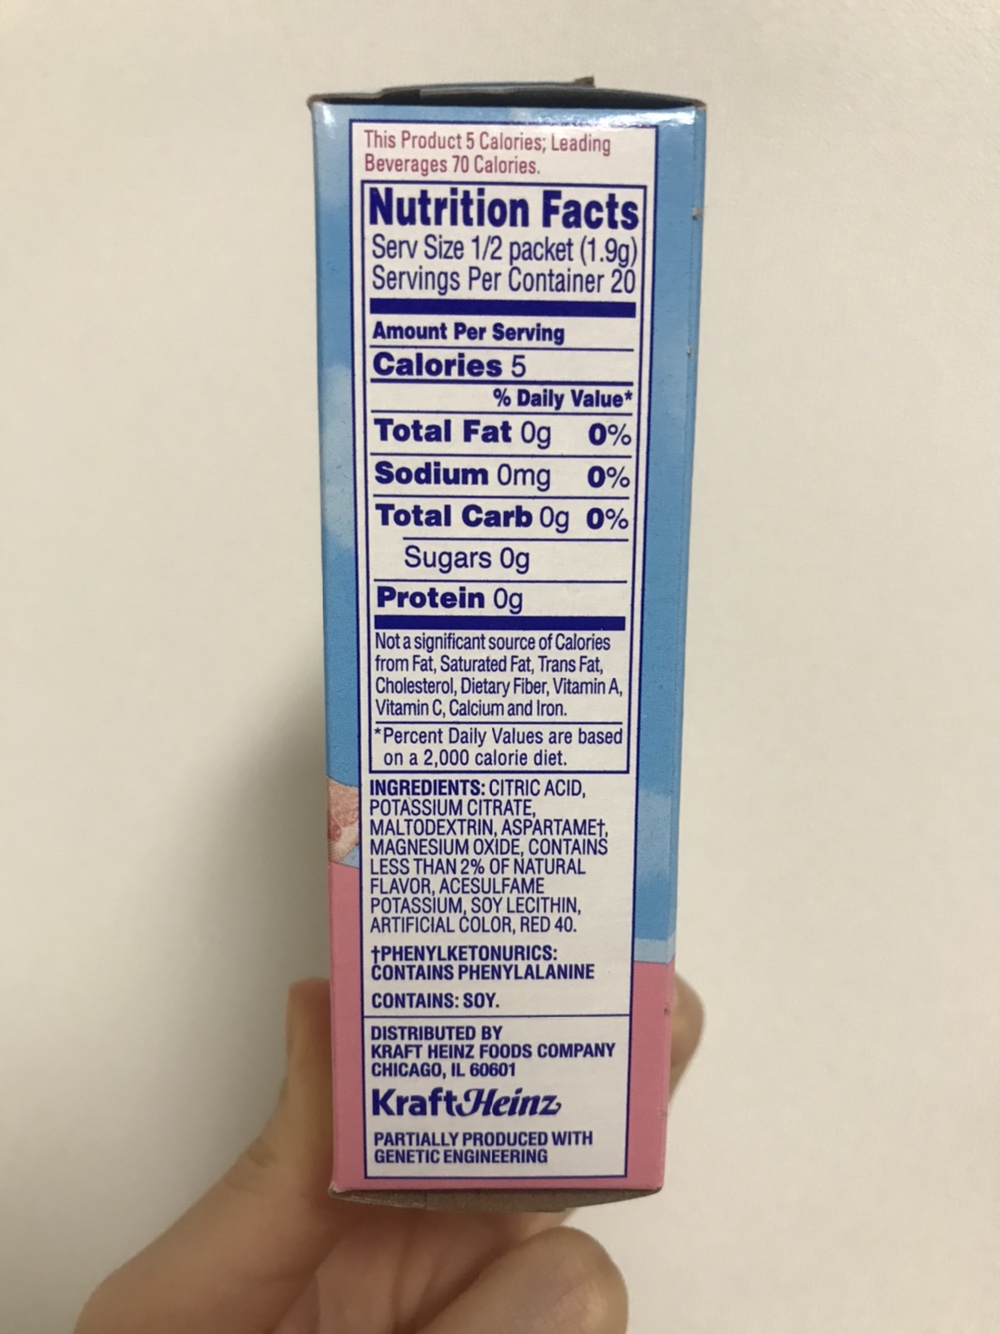 This Product 5 Calories; Leading
Beverages 70 Calories.
Nutrition Facts
Serv Size 1/2 packet (1.9g)
Servings Per Container 20
Amount Per Serving
Calories 5
% Daily Value*
Total Fat 0g 0%
Sodium 0mg 0%
Total Carb 0g 0%
Sugars 0g
Protein 0g
Not a significant source of Calories
from Fat, Saturated Fat, Trans Fat,
Cholesterol, Dietary Fiber, Vitamin A,
Vitamin C, Calcium and Iron.
*Percent Daily Values are based
on a 2,000 calorie diet.
INGREDIENTS: CITRIC ACID,
POTASSIUM CITRATE,
MALTODEXTRIN, ASPARTAME†,
MAGNESIUM OXIDE, CONTAINS
LESS THAN 2% OF NATURAL
FLAVOR, ACESULFAME
POTASSIUM, SOY LECITHIN,
ARTIFICIAL COLOR, RED 40.
†PHENYLKETONURICS:
CONTAINS PHENYLALANINE
CONTAINS: SOY.
DISTRIBUTED BY
KRAFT HEINZ FOODS COMPANY
CHICAGO, IL 60601
KraftHeinz
PARTIALLY PRODUCED WITH
GENETIC ENGINEERING